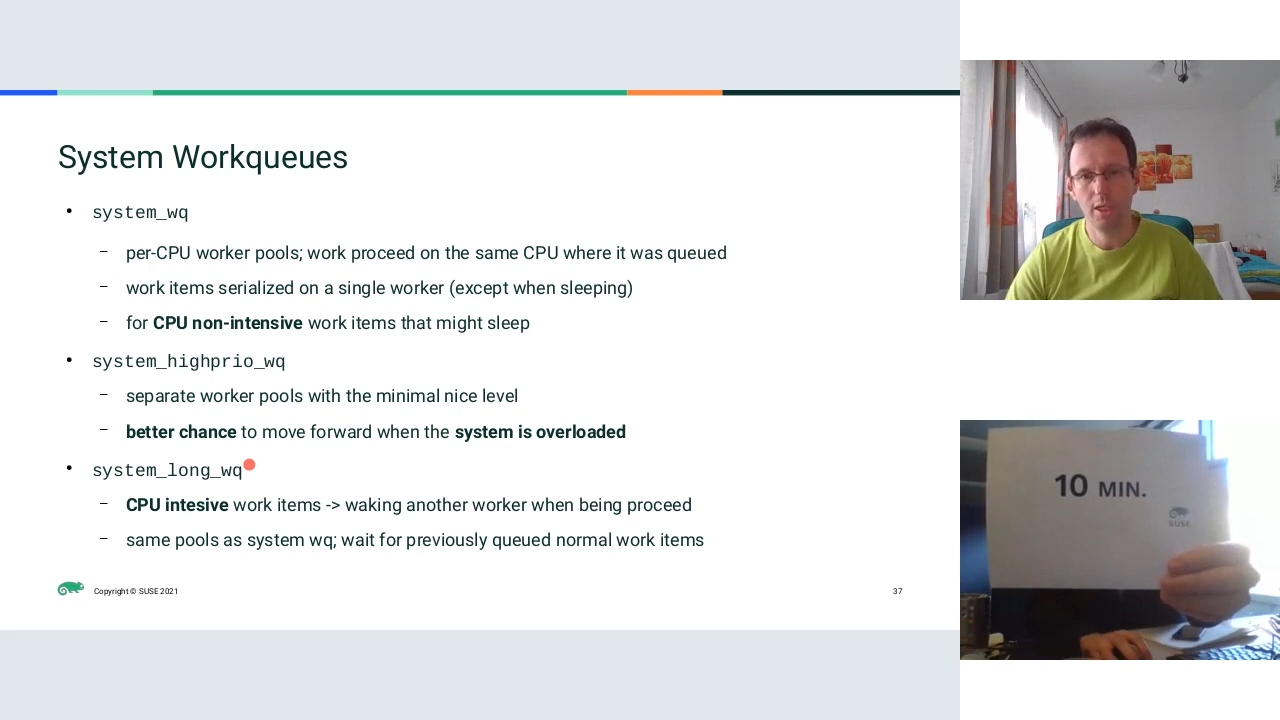 System Workqueues
• system_wq
– per-CPU worker pools; work proceed on the same CPU where it was queued
– work items serialized on a single worker (except when sleeping)
– for CPU non-intensive work items that might sleep
• system_highprio_wq
– separate worker pools with the minimal nice level
– better chance to move forward when the system is overloaded
• system_long_wq
– CPU intesive work items -> waking another worker when being proceed
– same pools as system wq; wait for previously queued normal work items
Copyright © SUSE 2021
37
10 MIN.
SUSE